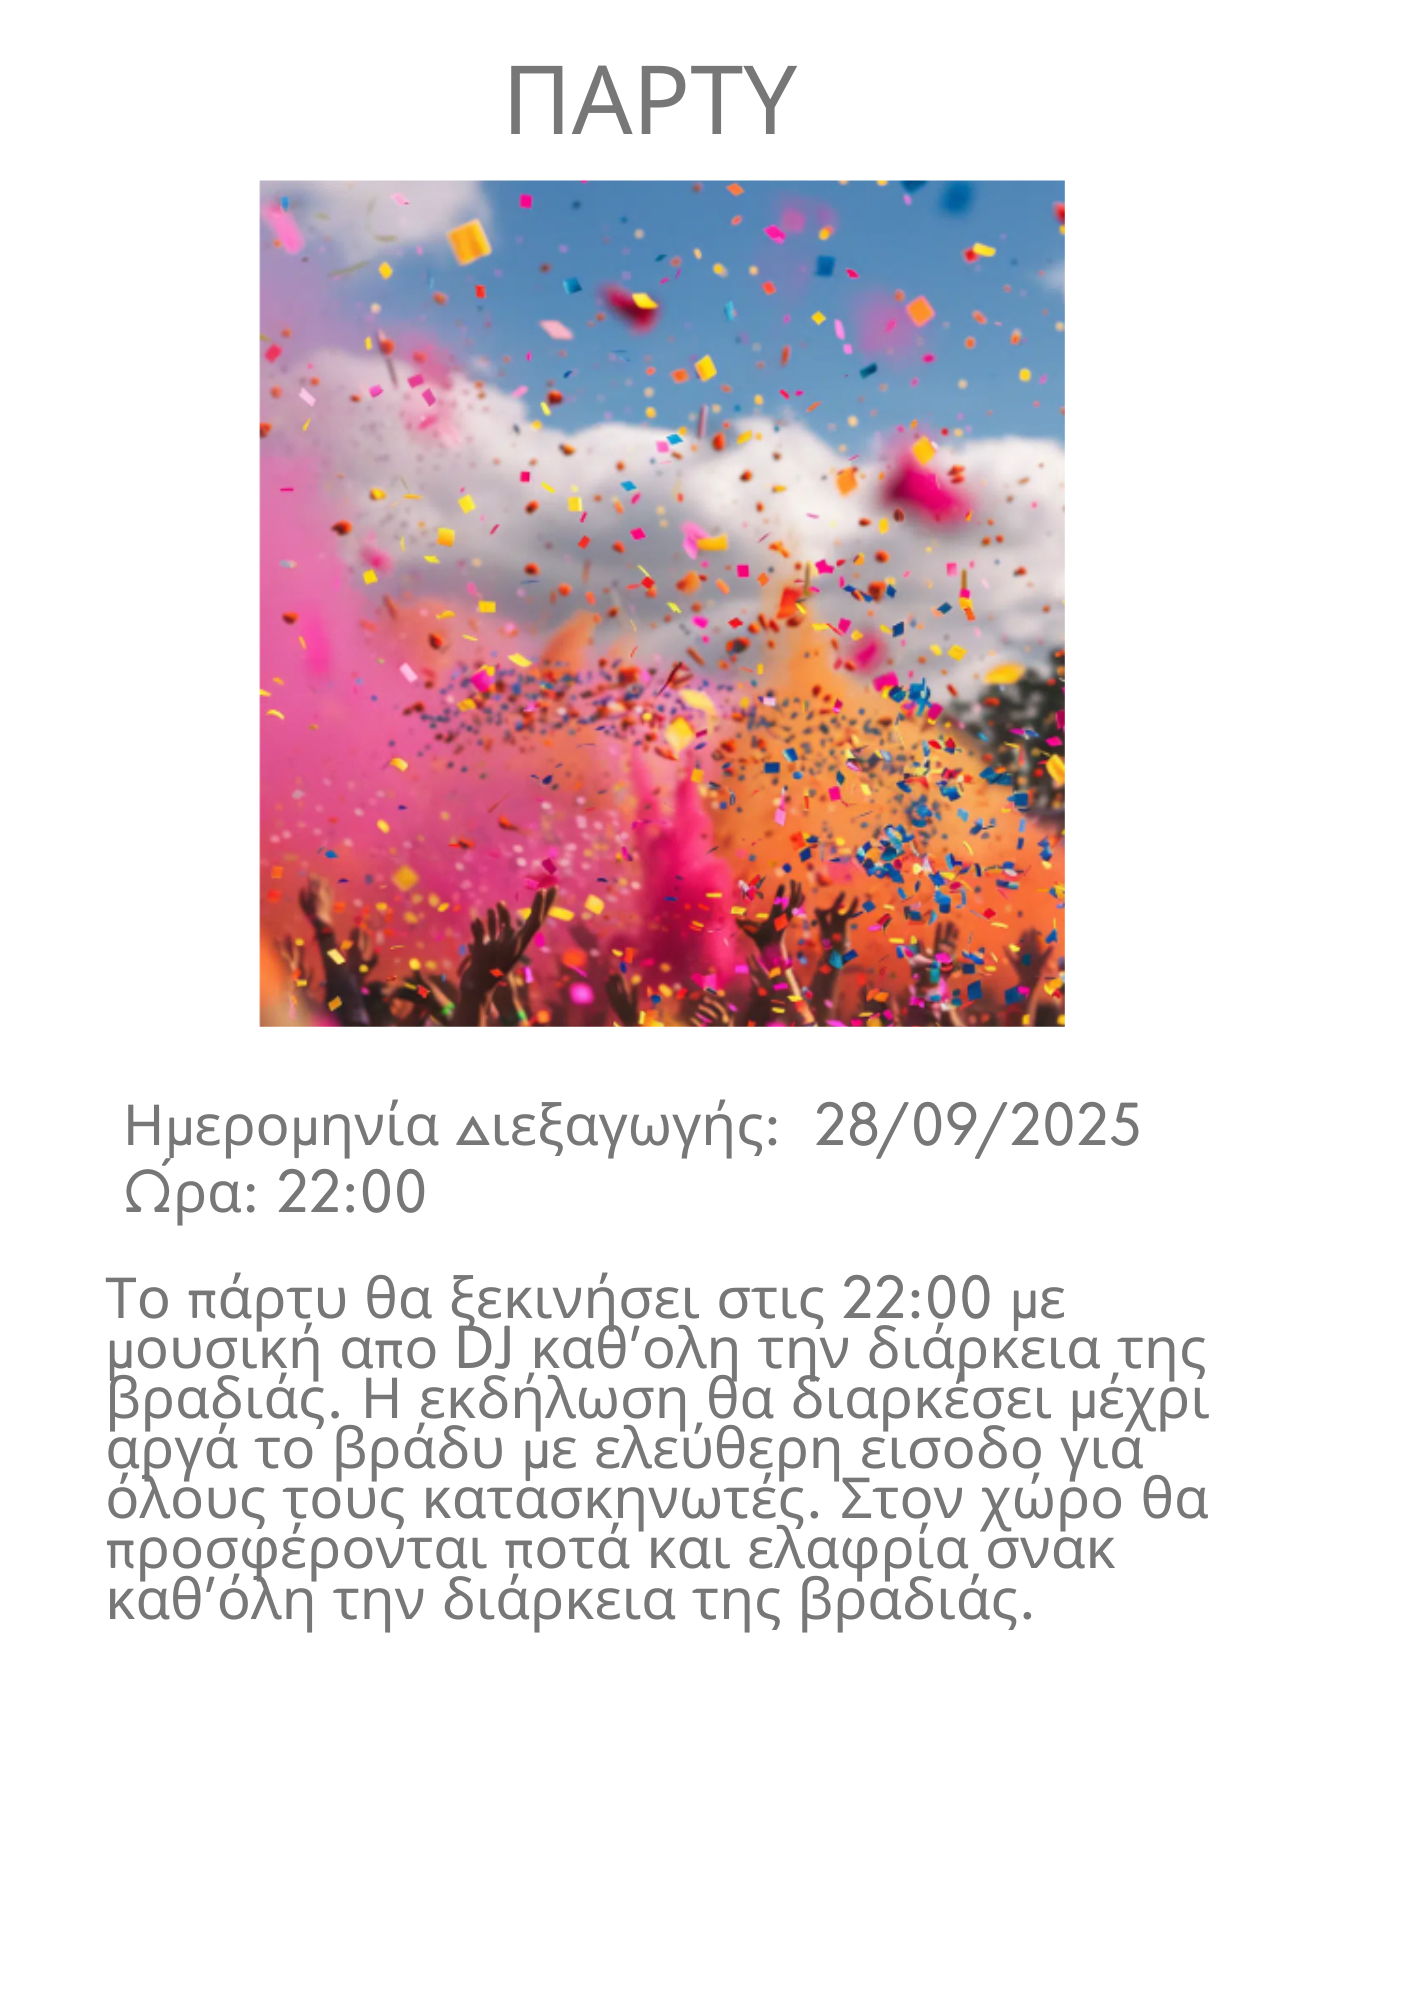 ΠΑΡΤΥ
Ημερομηνία Διεξαγωγής: 28/09/2025
Ώρα: 22:00
Το πάρτυ θα ξεκινήσει στις 22:00 με
μουσική απο DJ καθ’ολη την διάρκεια της
βραδιάς. Η εκδήλωση θα διαρκέσει μέχρι
αργά το βράδυ με ελεύθερη εισοδο για
όλους τους κατασκηνωτές. Στον χώρο θα
προσφέρονται ποτά και ελαφρία σνακ
καθ’όλη την διάρκεια της βραδιάς.